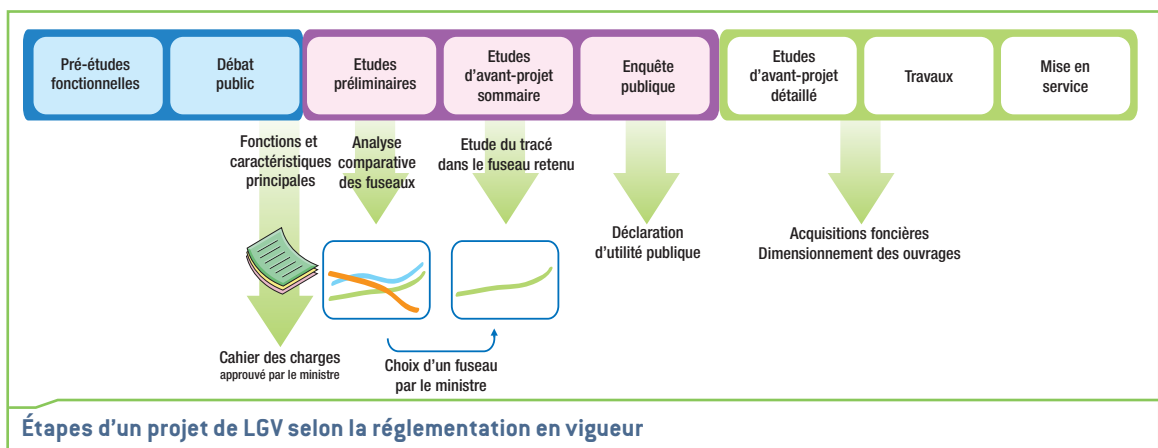 Pré-études
fonctionnelles
Débat
public
Etudes
préliminaires
Etudes
d'avant-projet
sommaire
Enquête
publique
Etudes
d'avant-projet
détaillé
Travaux
Mise en
service
Fonctions et
caractéristiques
principales
Analyse
comparative
des fuseaux
Etude du tracé
dans le fuseau retenu
Déclaration
d'utilité publique
Acquisitions foncières
Dimensionnement des ouvrages
Cahier des charges
approuvé par le ministre
Choix d'un fuseau
par le ministre
Étapes d'un projet de LGV selon la réglementation en vigueur